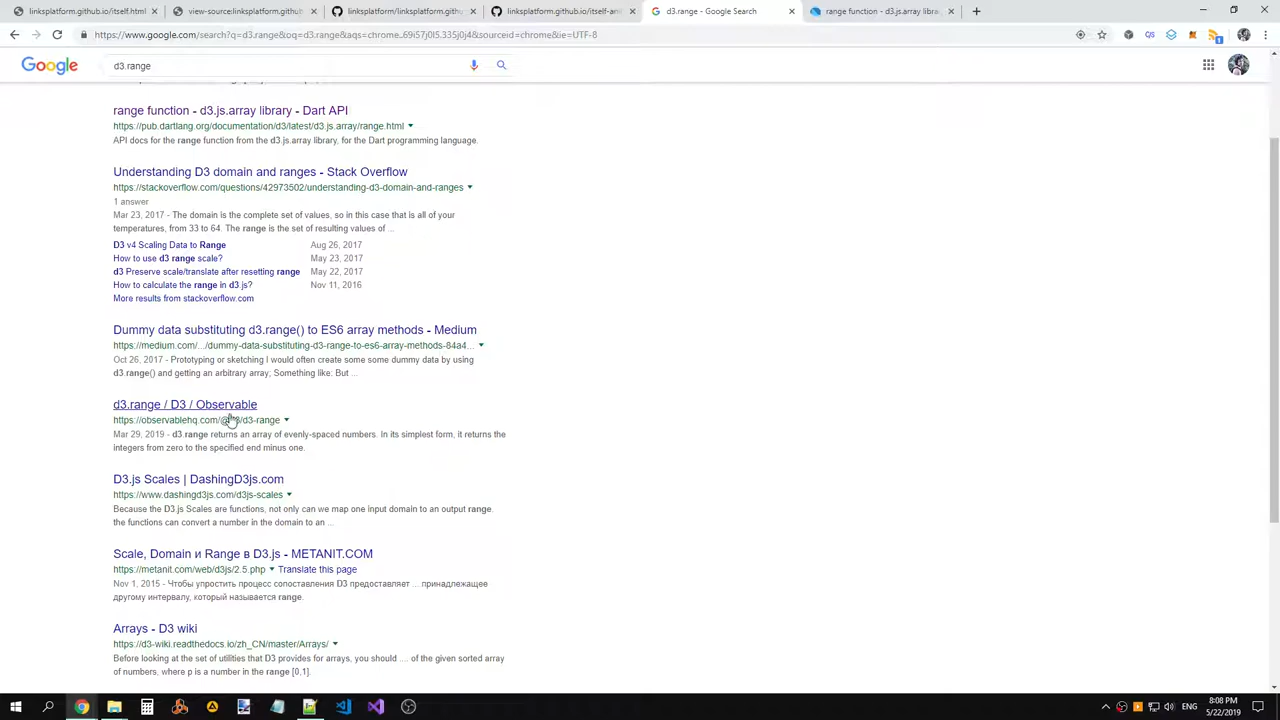 linksplatform.github.io/itself.html
view-source:linksplatform.github
linksplatform/linksplatform.github
linksplatform.github.io/itself-an
d3.range - Google Search
range function - d3.js.array librar
https://www.google.com/search?q=d3.range&oq=d3.range&aqs=chrome..69i57j0l5.335j0j4&sourceid=chrome&ie=UTF-8
Google
d3.range
range function - d3.js.array library - Dart API
https://pub.dartlang.org/documentation/d3/latest/d3.js.array/range.html
API docs for the range function from the d3.js.array library, for the Dart programming language.
Understanding D3 domain and ranges - Stack Overflow
https://stackoverflow.com/questions/42973502/understanding-d3-domain-and-ranges
1 answer
Mar 23, 2017 - The domain is the complete set of values, so in this case that is all of your
temperatures, from 33 to 64. The range is the set of resulting values of ...
D3 v4 Scaling Data to Range Aug 26, 2017
How to use d3 range scale? May 23, 2017
d3 Preserve scale/translate after resetting range May 22, 2017
How to calculate the range in d3.js? Nov 11, 2016
More results from stackoverflow.com
Dummy data substituting d3.range() to ES6 array methods - Medium
https://medium.com/.../dummy-data-substituting-d3-range-to-es6-array-methods-84a4...
Oct 26, 2017 - Prototyping or sketching I would often create some some dummy data by using
d3.range() and getting an arbitrary array; Something like: But ...
d3.range / D3 / Observable
https://observablehq.com/@d3/d3-range
Mar 29, 2019 - d3.range returns an array of evenly-spaced numbers. In its simplest form, it returns the
integers from zero to the specified end minus one.
D3.js Scales | DashingD3js.com
https://www.dashingd3js.com/d3js-scales
Because the D3.js Scales are functions, not only can we map one input domain to an output range.
the functions can convert a number in the domain to an ...
Scale, Domain и Range в D3.js - METANIT.COM
https://metanit.com/web/d3js/2.5.php Translate this page
Nov 1, 2015 - Чтобы упростить процесс сопоставления D3 предоставляет ... принадлежащее
другому интервалу, который называется range.
Arrays - D3 wiki
https://d3-wiki.readthedocs.io/zh_CN/master/Arrays/
Before looking at the set of utilities that D3 provides for arrays, you should .... of the given sorted array
of numbers, where p is a number in the range [0,1].
ENG
8:08 PM
5/22/2019